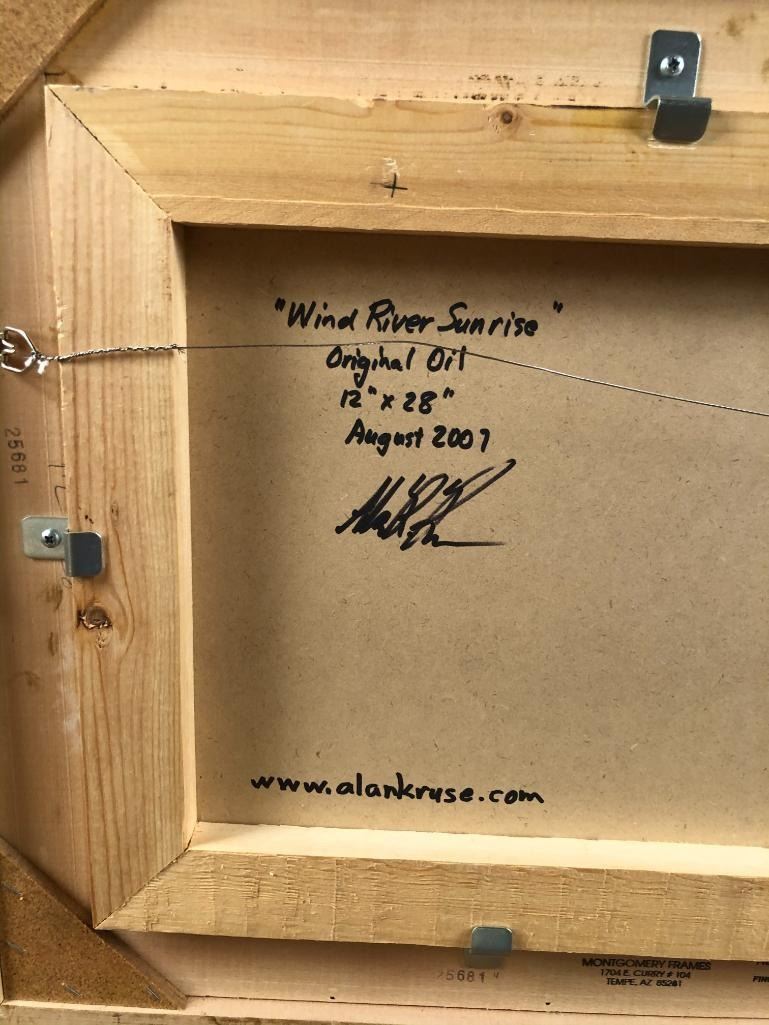 "Wind River Sunrise"
Original Oil
12" x 28"
August 2007
25681
www.alankruse.com
25681
MONTGOMERY FRAMES
1704 E. CURRY # 104
TEMPE, AZ 85281